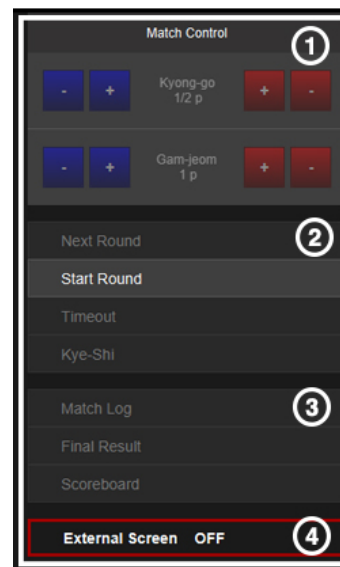 Match Control
1
- + Kyong-go + -
1/2 p
- + Gam-jeom + -
1 p
Next Round
2
Start Round
Timeout
Kye-Shi
Match Log
3
Final Result
Scoreboard
External Screen OFF
4